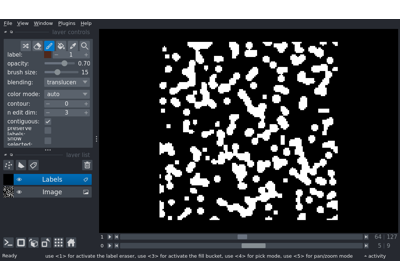 File View Window Plugins Help
layer controls
label: 1
opacity: 0.70
brush size: 15
blending: translucen
color mode: auto
contour: 0
n edit dim: 3
contiguous:
preserve labels:
show selected:
layer list
Labels
Image
1 64 127
5 9
Ready use <1> for activate the label eraser, use <3> for activate the fill bucket, use <4> for pick mode, use <5> for pan/zoom mode activity